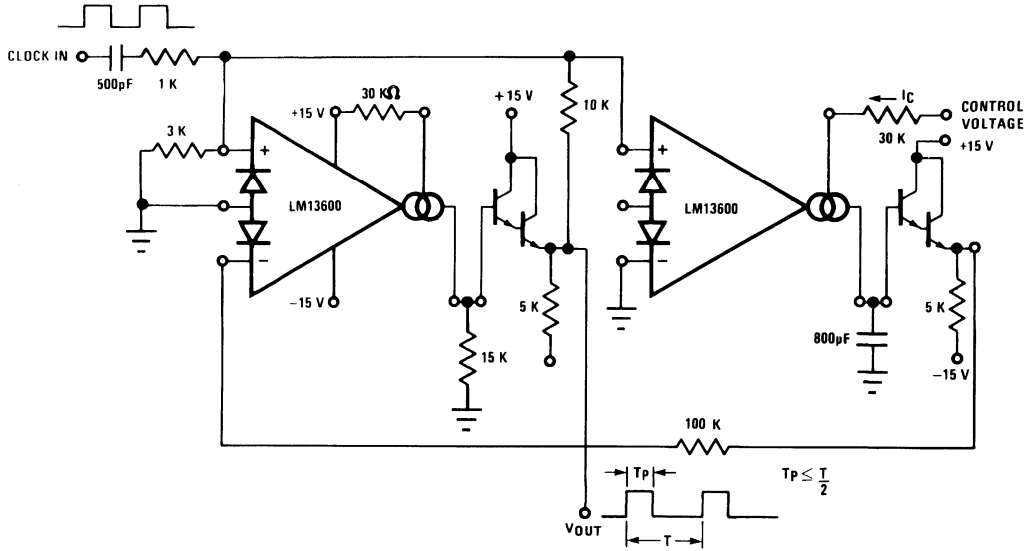 CLOCK IN
500pF
1 K
3 K
+
−
LM13600
+15 V
−15 V
30 KΩ
+15 V
10 K
5 K
15 K
+
−
LM13600
IC
30 K
CONTROL
VOLTAGE
+15 V
5 K
800µF
−15 V
100 K
TP
TP ≤ T/2
VOUT
T